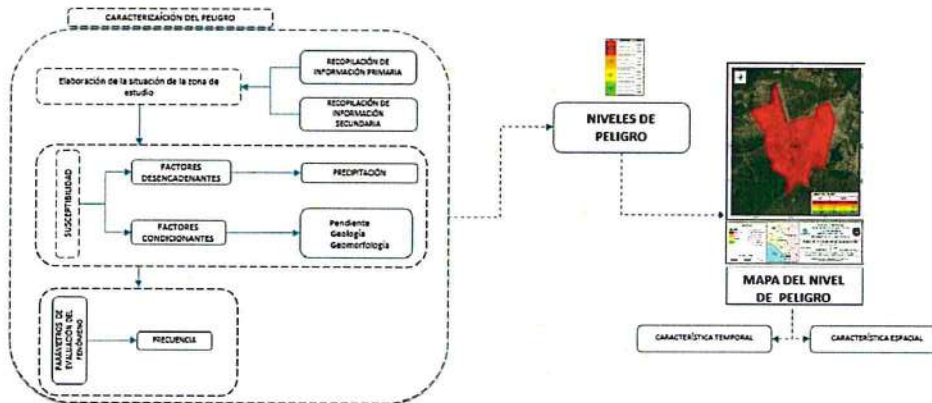 CARACTERIZAICIÓN DEL PELIGRO
Elaboración de la situación de la zona de
estudio
RECOPILACIÓN DE
INFORMACIÓN PRIMARIA
RECOPILACIÓN DE
INFORMACIÓN
SECUNDARIA
SUSCEPTIBILIDAD
FACTORES
DESENCADENANTES
PRECIPITACIÓN
FACTORES
CONDICIONANTES
Pendiente
Geología
Geomorfología
PARÁMETROS DE
EVALUACIÓN DEL
FENÓMENO
FRECUENCIA
NIVELES DE
PELIGRO
MAPA DEL NIVEL
DE PELIGRO
CARACTERÍSTICA TEMPORAL
CARACTERÍSTICA ESPACIAL